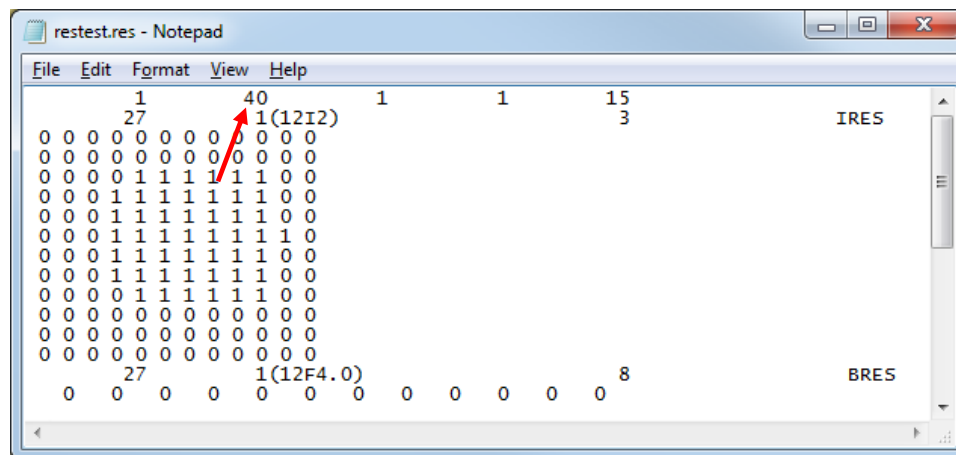 restest.res - Notepad
File Edit Format View Help
1 40 1 1 15
27 1(12I2) 3 IRES
0 0 0 0 0 0 0 0 0 0 0 0
0 0 0 0 0 0 0 0 0 0 0 0
0 0 0 0 1 1 1 1 1 1 0 0
0 0 0 1 1 1 1 1 1 1 0 0
0 0 0 1 1 1 1 1 1 1 0 0
0 0 0 1 1 1 1 1 1 1 1 0
0 0 0 1 1 1 1 1 1 1 0 0
0 0 0 1 1 1 1 1 1 1 0 0
0 0 0 0 1 1 1 1 1 1 0 0
0 0 0 0 0 0 0 0 0 0 0 0
0 0 0 0 0 0 0 0 0 0 0 0
0 0 0 0 0 0 0 0 0 0 0 0
27 1(12F4.0) 8 BRES
0 0 0 0 0 0 0 0 0 0 0 0